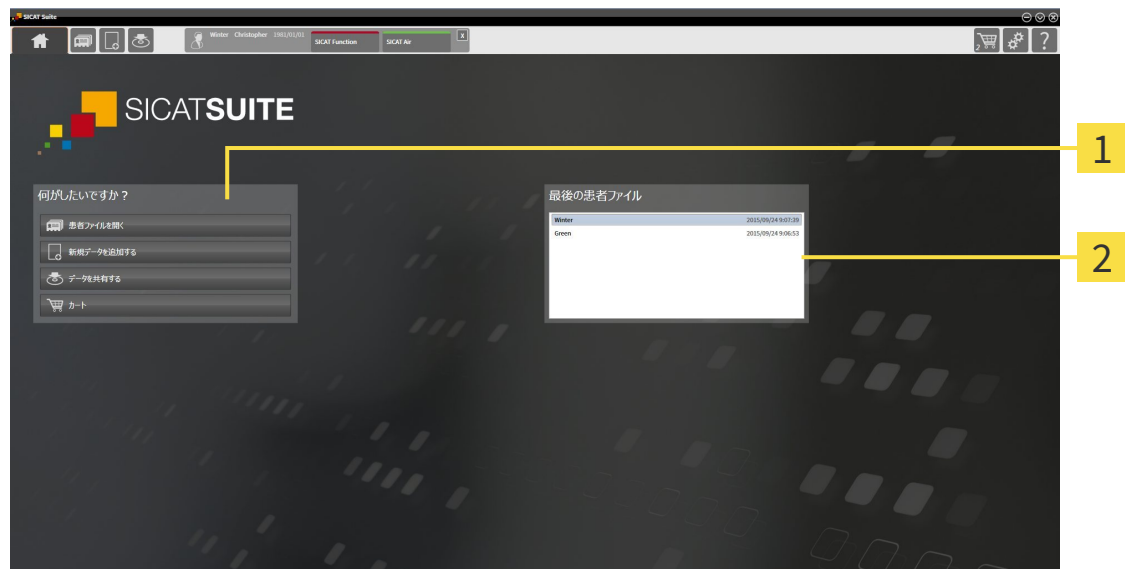 SICAT Suite
Winter Christopher 1981/01/01
SICAT Function
SICAT Air
X
2
?
SICATSUITE
1
何がしたいですか？
患者ファイルを開く
新規データを追加する
データを共有する
カート
最後の患者ファイル
Winter 2015/09/24 9:07:39
Green 2015/09/24 9:06:53
2